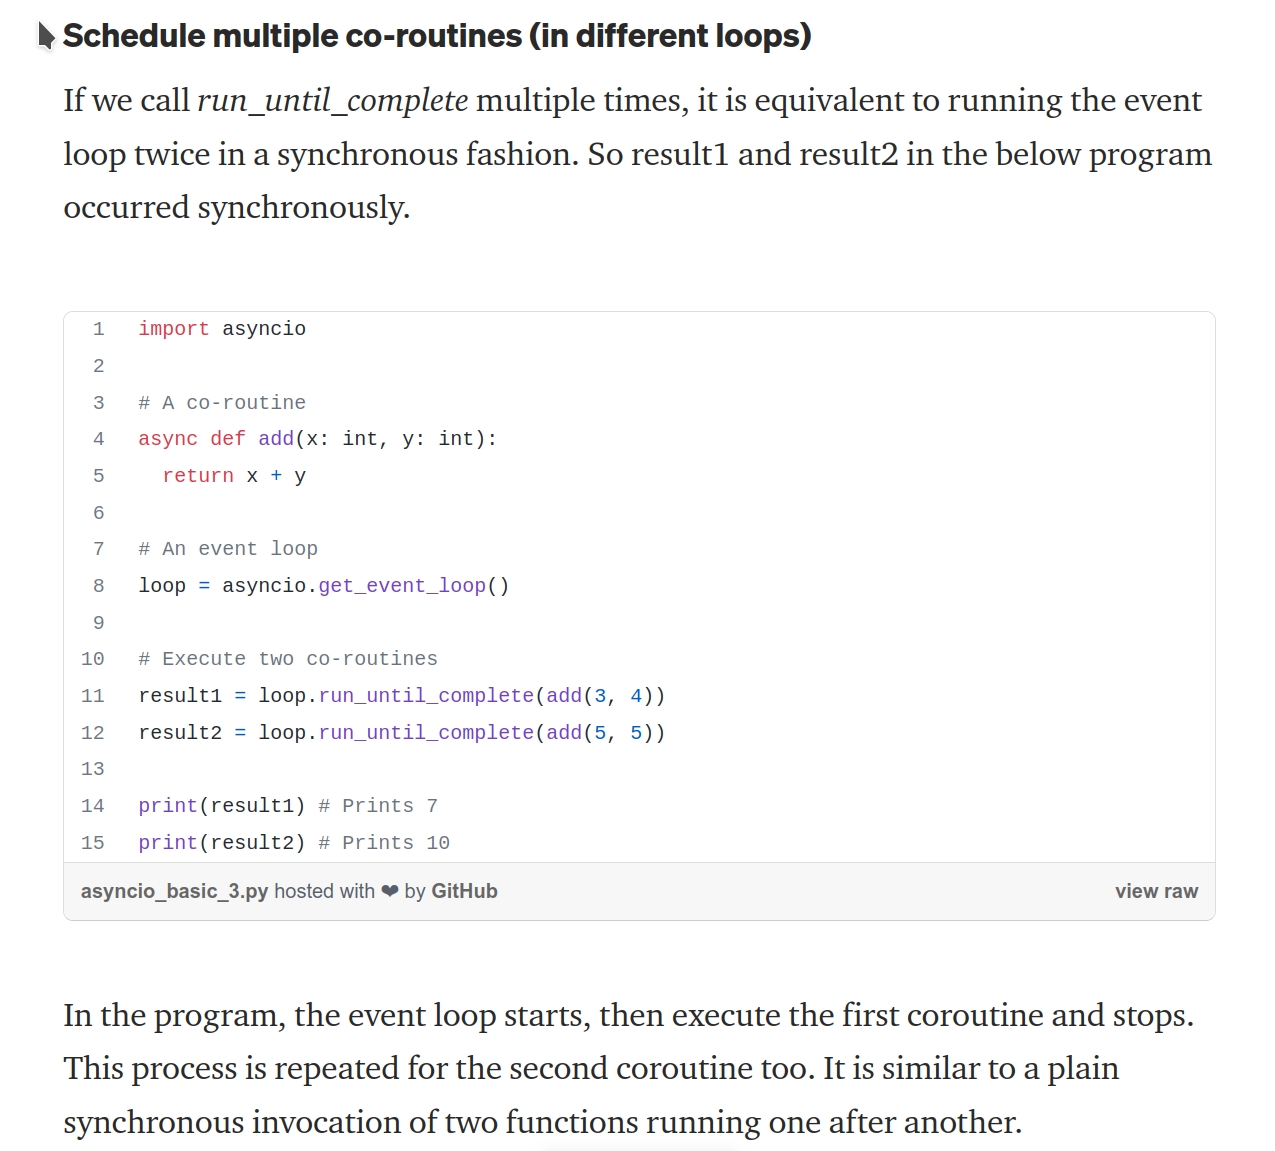 Schedule multiple co-routines (in different loops)
If we call run_until_complete multiple times, it is equivalent to running the event
loop twice in a synchronous fashion. So result1 and result2 in the below program
occurred synchronously.
1 import asyncio
2
3 # A co-routine
4 async def add(x: int, y: int):
5   return x + y
6
7 # An event loop
8 loop = asyncio.get_event_loop()
9
10 # Execute two co-routines
11 result1 = loop.run_until_complete(add(3, 4))
12 result2 = loop.run_until_complete(add(5, 5))
13
14 print(result1) # Prints 7
15 print(result2) # Prints 10
asyncio_basic_3.py hosted with ❤ by GitHub view raw
In the program, the event loop starts, then execute the first coroutine and stops.
This process is repeated for the second coroutine too. It is similar to a plain
synchronous invocation of two functions running one after another.